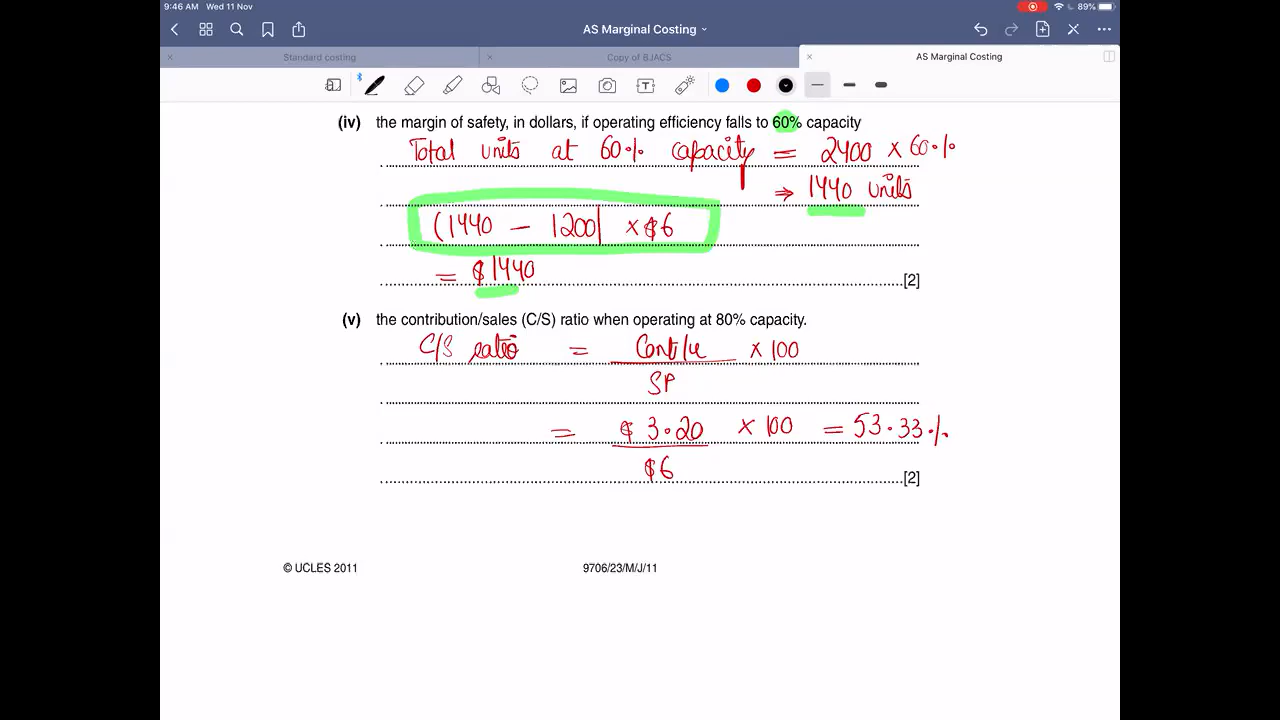 9:46 AM Wed 11 Nov
89%
AS Marginal Costing
Standard costing
Copy of BJACS
AS Marginal Costing
(iv) the margin of safety, in dollars, if operating efficiency falls to 60% capacity
Total units at 60% capacity = 2400 × 60%
⇒ 1440 units
(1440 – 1200) × $6
= $1440
[2]
(v) the contribution/sales (C/S) ratio when operating at 80% capacity.
C/S ratio = Cont/u × 100
SP
= $3.20 × 100 = 53.33%
$6
[2]
© UCLES 2011
9706/23/M/J/11